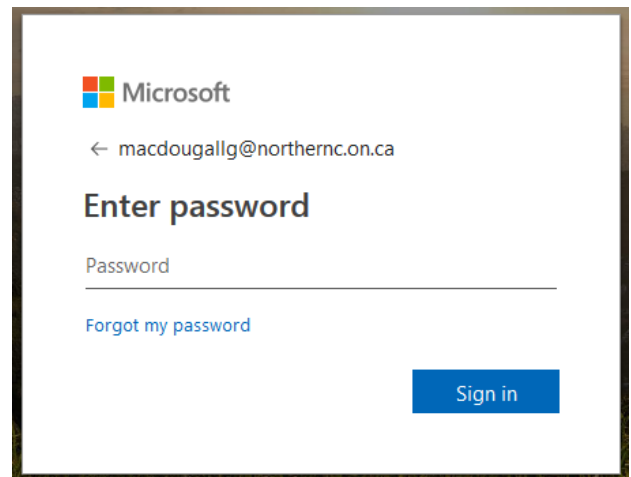 Microsoft
← macdougallg@northernc.on.ca
Enter password
Password
Forgot my password
Sign in